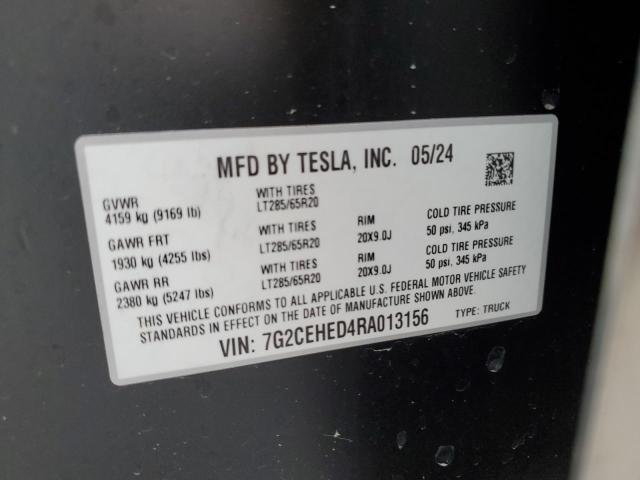 MFD BY TESLA, INC. 05/24
GVWR WITH TIRES
4159 kg (9169 lb) LT285/65R20
GAWR FRT WITH TIRES RIM COLD TIRE PRESSURE
1930 kg (4255 lbs) LT285/65R20 20X9.0J 50 psi, 345 kPa
GAWR RR WITH TIRES RIM COLD TIRE PRESSURE
2380 kg (5247 lbs) LT285/65R20 20X9.0J 50 psi, 345 kPa
THIS VEHICLE CONFORMS TO ALL APPLICABLE U.S. FEDERAL MOTOR VEHICLE SAFETY
STANDARDS IN EFFECT ON THE DATE OF MANUFACTURE SHOWN ABOVE.
VIN: 7G2CEHED4RA013156 TYPE: TRUCK